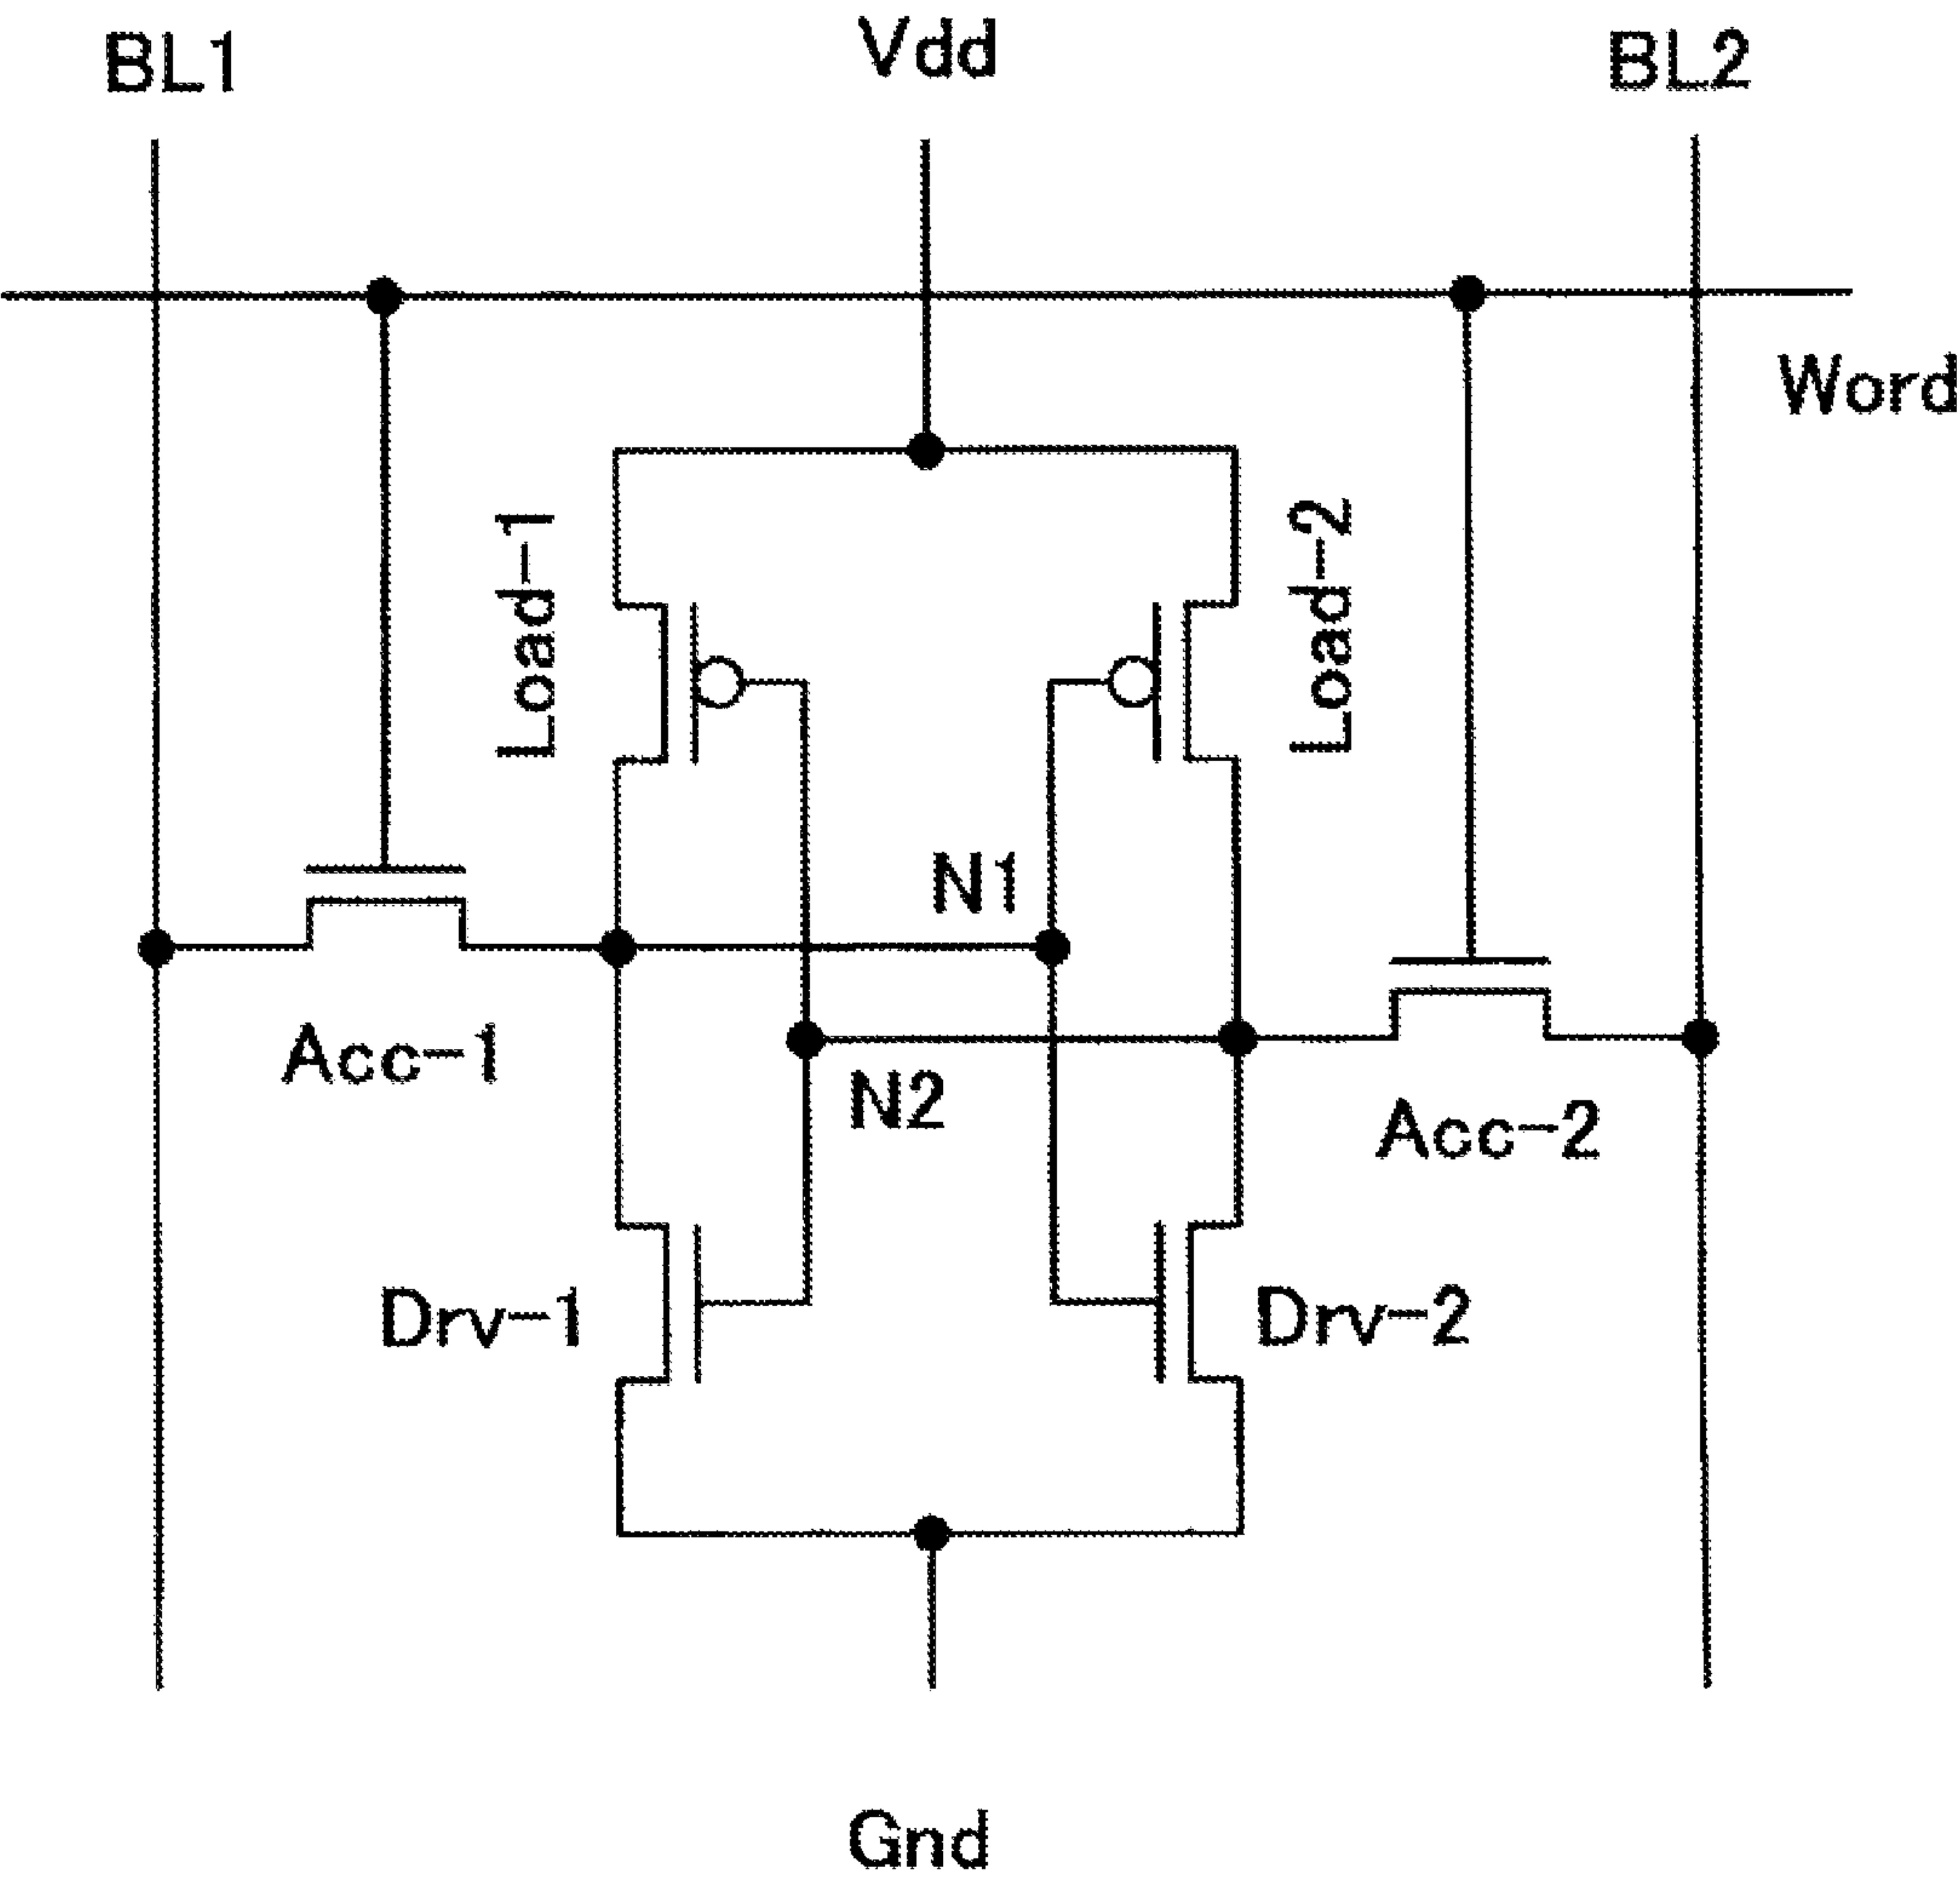 BL1
Vdd
BL2
Word
Load-1
Load-2
N1
Acc-1
N2
Acc-2
Drv-1
Drv-2
Gnd